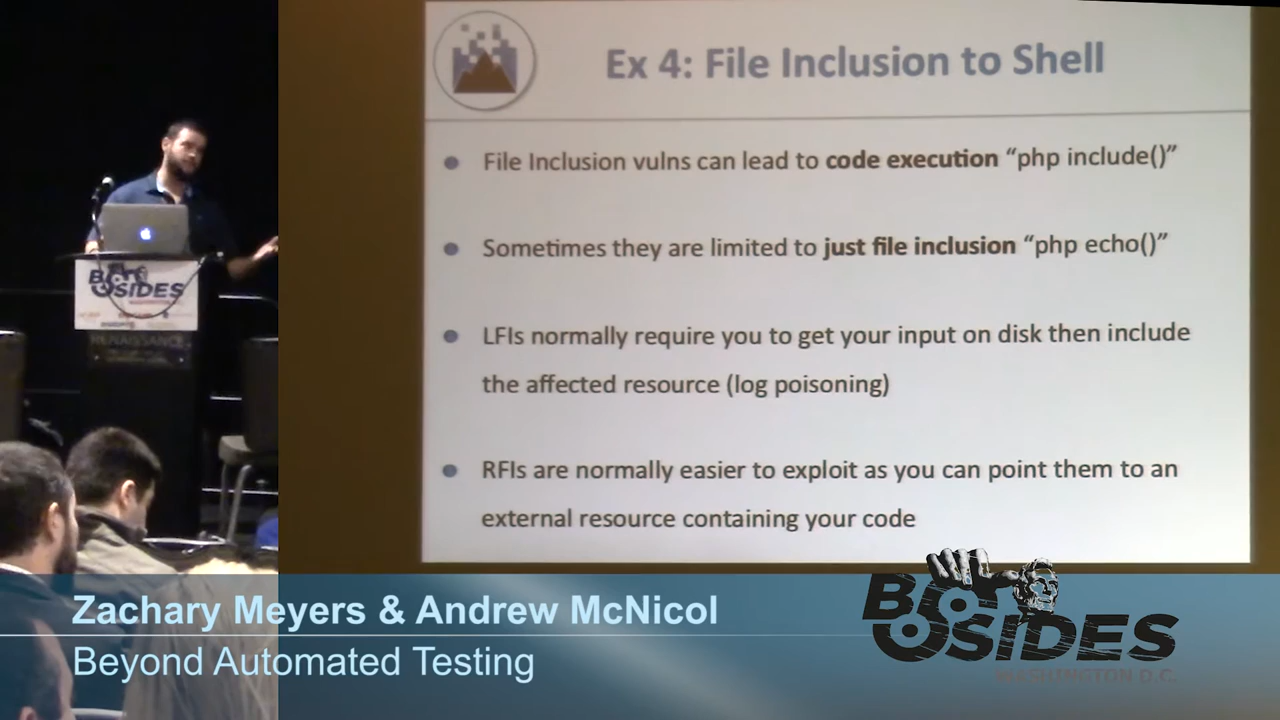 Ex 4: File Inclusion to Shell
File Inclusion vulns can lead to code execution “php include()”
Sometimes they are limited to just file inclusion “php echo()”
LFIs normally require you to get your input on disk then include
the affected resource (log poisoning)
RFIs are normally easier to exploit as you can point them to an
external resource containing your code
BSIDES
WASHINGTON, D.C.
RENAISSANCE
Zachary Meyers & Andrew McNicol
Beyond Automated Testing
BSIDES
WASHINGTON D.C.